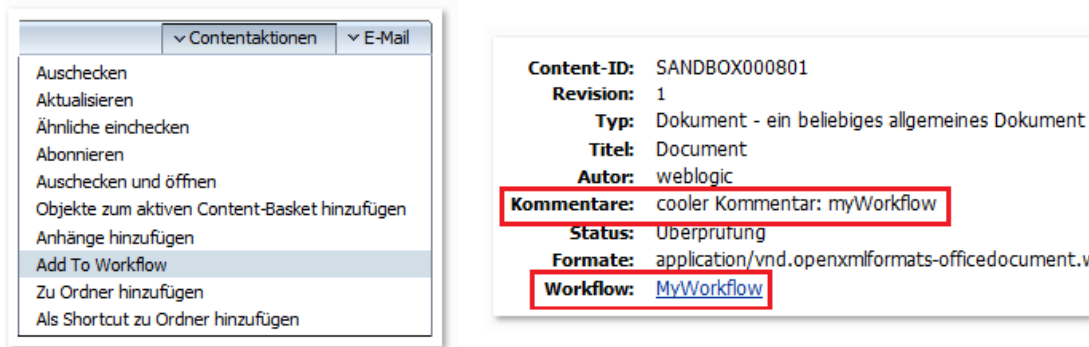 Contentaktionen E-Mail
Auschecken
Aktualisieren
Ähnliche einchecken
Abonnieren
Auschecken und öffnen
Objekte zum aktiven Content-Basket hinzufügen
Anhänge hinzufügen
Add To Workflow
Zu Ordner hinzufügen
Als Shortcut zu Ordner hinzufügen
Content-ID: SANDBOX000801
Revision: 1
Typ: Dokument - ein beliebiges allgemeines Dokument
Titel: Document
Autor: weblogic
Kommentare: cooler Kommentar: myWorkflow
Status: Überprüfung
Formate: application/vnd.openxmlformats-officedocument.w
Workflow: MyWorkflow